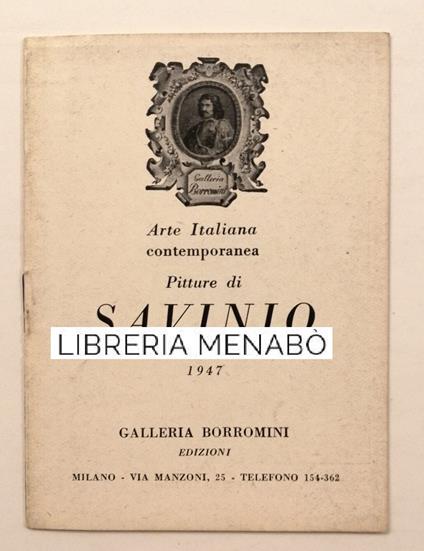 Galleria
Borromini
Arte Italiana
contemporanea
Pitture di
SAVINIO
LIBRERIA MENABÒ
1947
GALLERIA BORROMINI
EDIZIONI
MILANO - VIA MANZONI, 25 - TELEFONO 154-362